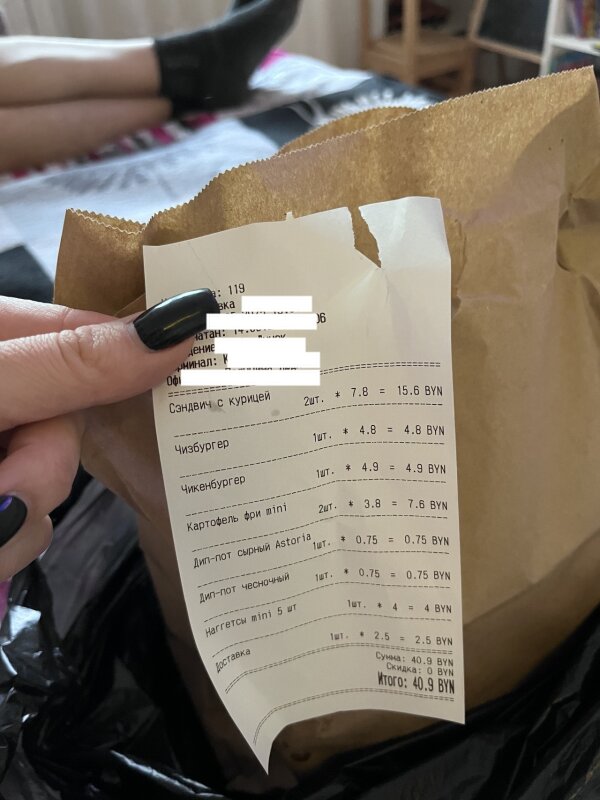 : 119
06
Сэндвич с курицей 2шт. * 7.8 = 15.6 BYN
Чизбургер 1шт. * 4.8 = 4.8 BYN
Чикенбургер 1шт. * 4.9 = 4.9 BYN
Картофель фри mini 2шт. * 3.8 = 7.6 BYN
Дип-пот сырный Astoria 1шт. * 0.75 = 0.75 BYN
Дип-пот чесночный 1шт. * 0.75 = 0.75 BYN
Наггетсы mini 5 шт 1шт. * 4 = 4 BYN
Доставка 1шт. * 2.5 = 2.5 BYN
Сумма: 40.9 BYN
Скидка: 0 BYN
Итого: 40.9 BYN